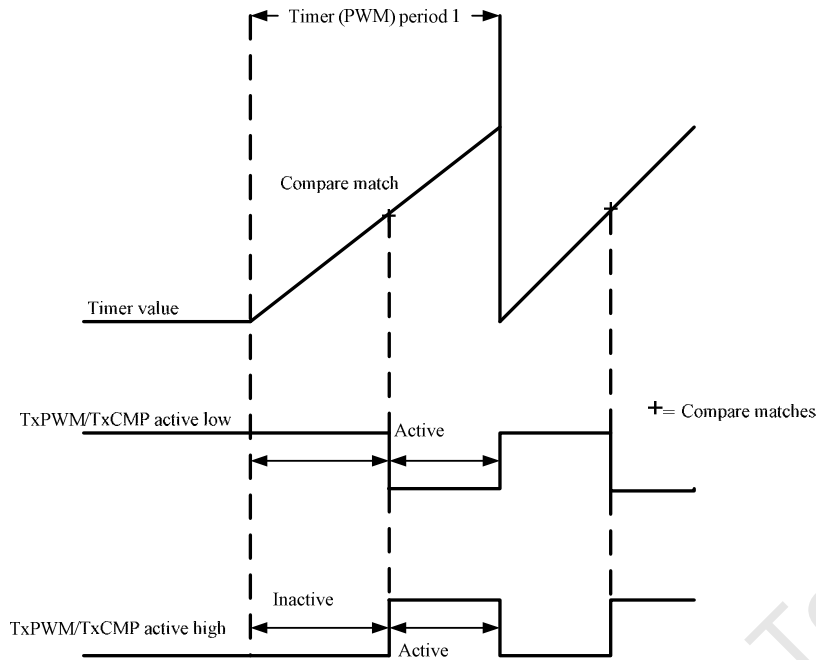 Timer (PWM) period 1
Compare match
Timer value
TxPWM/TxCMP active low
+= Compare matches
Active
Inactive
TxPWM/TxCMP active high
Active